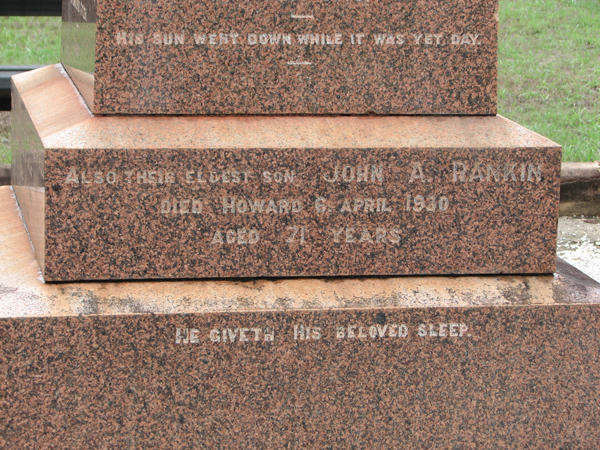 HIS SUN WENT DOWN WHILE IT WAS YET DAY.
ALSO THEIR ELDEST SON JOHN A RANKIN
DIED HOWARD 6 APRIL 1930
AGED 71 YEARS
HE GIVETH HIS BELOVED SLEEP.